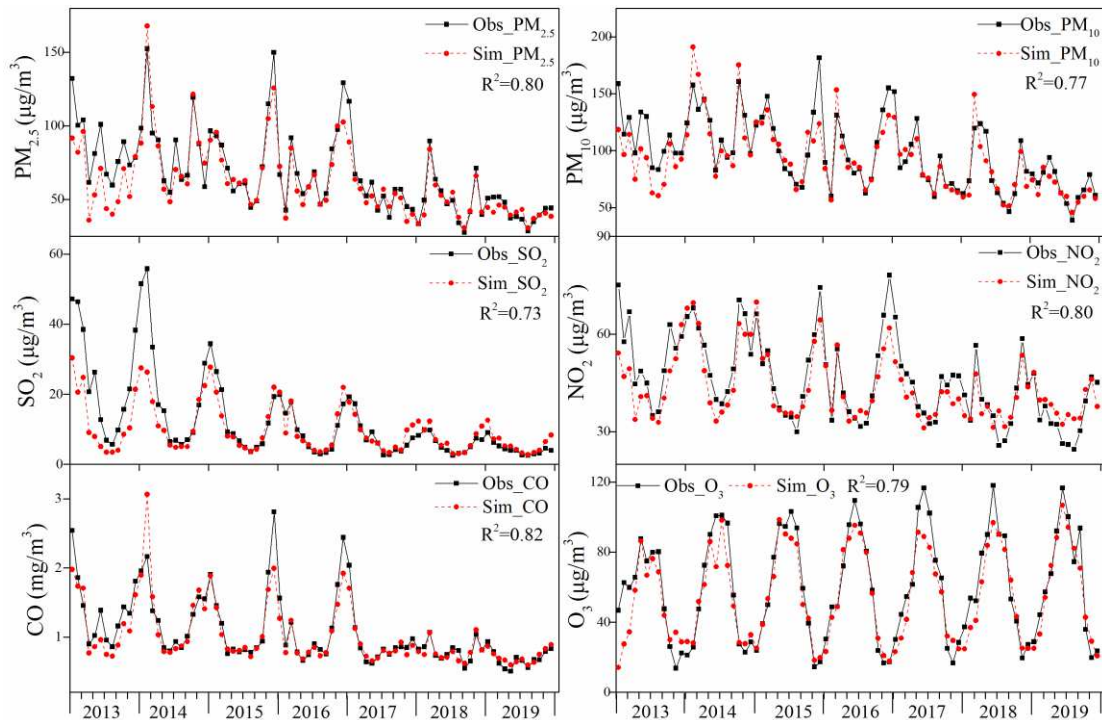 PM2.5 (μg/m³)
150
100
50
Obs_PM2.5
Sim_PM2.5
R²=0.80
PM10 (μg/m³)
200
150
100
50
Obs_PM10
Sim_PM10
R²=0.77
SO2 (μg/m³)
60
40
20
0
Obs_SO2
Sim_SO2
R²=0.73
NO2 (μg/m³)
90
60
30
Obs_NO2
Sim_NO2
R²=0.80
CO (mg/m³)
3
2
1
Obs_CO
Sim_CO
R²=0.82
O3 (μg/m³)
120
80
40
0
Obs_O3 Sim_O3 R²=0.79
2013 2014 2015 2016 2017 2018 2019
2013 2014 2015 2016 2017 2018 2019